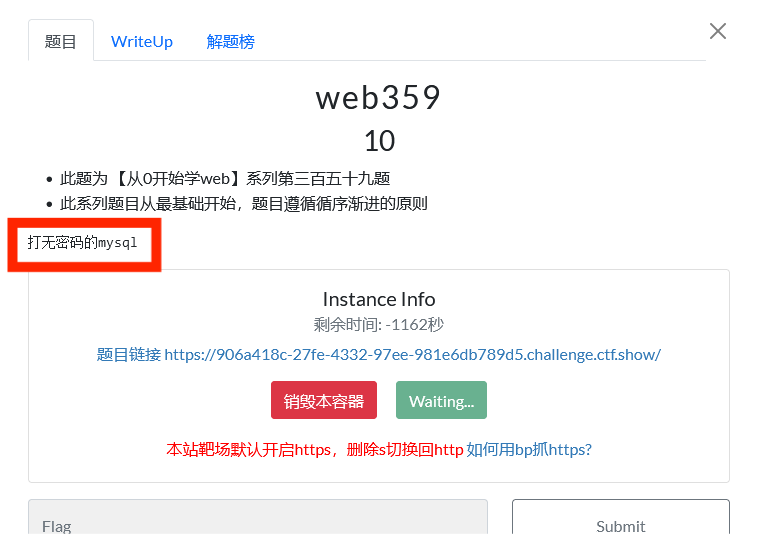 题目 WriteUp 解题榜
web359
10
此题为 【从0开始学web】系列第三百五十九题
此系列题目从最基础开始，题目遵循循序渐进的原则
打无密码的mysql
Instance Info
剩余时间: -1162秒
题目链接 https://906a418c-27fe-4332-97ee-981e6db789d5.challenge.ctf.show/
销毁本容器 Waiting...
本站靶场默认开启https，删除s切换回http 如何用bp抓https?
Flag Submit